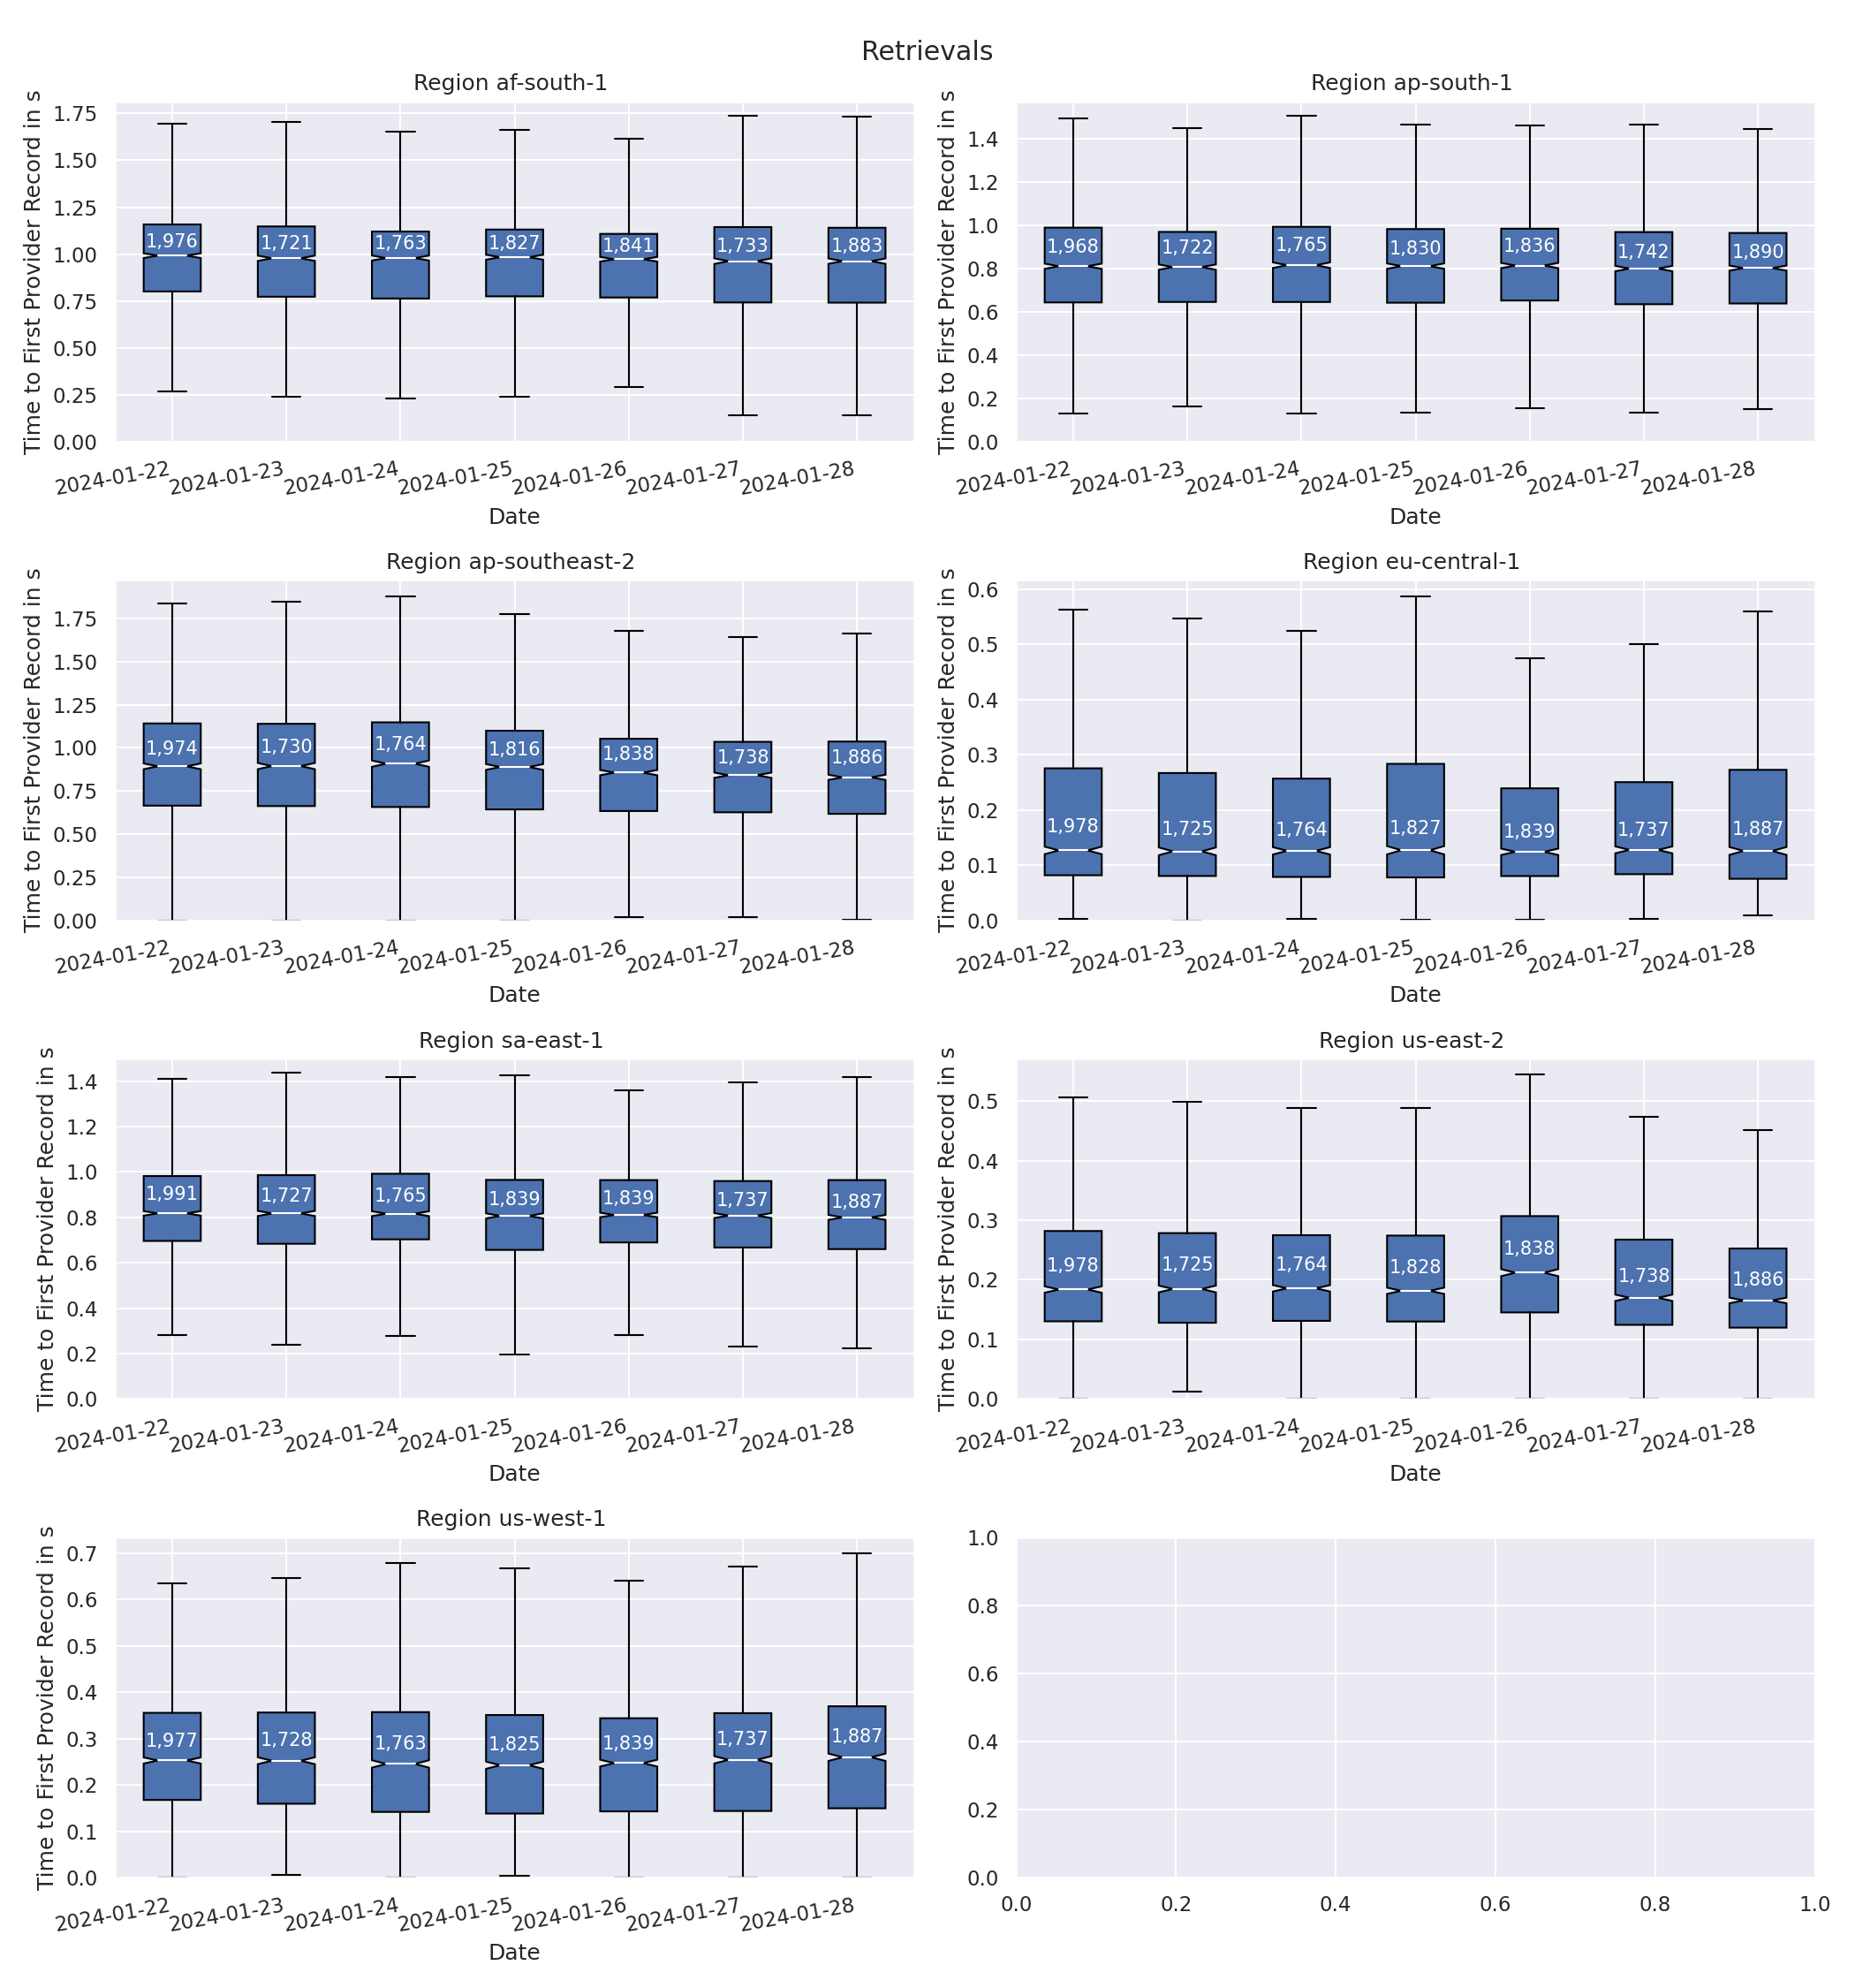 Retrievals
Region af-south-1
Time to First Provider Record in s
1.75
1.50
1.25
1.00
0.75
0.50
0.25
0.00
1,976 1,721 1,763 1,827 1,841 1,733 1,883
2024-01-22 2024-01-23 2024-01-24 2024-01-25 2024-01-26 2024-01-27 2024-01-28
Date
Region ap-south-1
Time to First Provider Record in s
1.4
1.2
1.0
0.8
0.6
0.4
0.2
0.0
1,968 1,722 1,765 1,830 1,836 1,742 1,890
2024-01-22 2024-01-23 2024-01-24 2024-01-25 2024-01-26 2024-01-27 2024-01-28
Date
Region ap-southeast-2
Time to First Provider Record in s
1.75
1.50
1.25
1.00
0.75
0.50
0.25
0.00
1,974 1,730 1,764 1,816 1,838 1,738 1,886
2024-01-22 2024-01-23 2024-01-24 2024-01-25 2024-01-26 2024-01-27 2024-01-28
Date
Region eu-central-1
Time to First Provider Record in s
0.6
0.5
0.4
0.3
0.2
0.1
0.0
1,978 1,725 1,764 1,827 1,839 1,737 1,887
2024-01-22 2024-01-23 2024-01-24 2024-01-25 2024-01-26 2024-01-27 2024-01-28
Date
Region sa-east-1
Time to First Provider Record in s
1.4
1.2
1.0
0.8
0.6
0.4
0.2
0.0
1,991 1,727 1,765 1,839 1,839 1,737 1,887
2024-01-22 2024-01-23 2024-01-24 2024-01-25 2024-01-26 2024-01-27 2024-01-28
Date
Region us-east-2
Time to First Provider Record in s
0.5
0.4
0.3
0.2
0.1
0.0
1,978 1,725 1,764 1,828 1,838 1,738 1,886
2024-01-22 2024-01-23 2024-01-24 2024-01-25 2024-01-26 2024-01-27 2024-01-28
Date
Region us-west-1
Time to First Provider Record in s
0.7
0.6
0.5
0.4
0.3
0.2
0.1
0.0
1,977 1,728 1,763 1,825 1,839 1,737 1,887
2024-01-22 2024-01-23 2024-01-24 2024-01-25 2024-01-26 2024-01-27 2024-01-28
Date
1.0
0.8
0.6
0.4
0.2
0.0
0.0 0.2 0.4 0.6 0.8 1.0